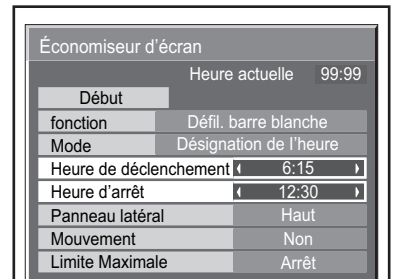 Économiseur d'écran
Heure actuelle 99:99
Début
fonction Défil. barre blanche
Mode Désignation de l'heure
Heure de déclenchement 6:15
Heure d'arrêt 12:30
Panneau latéral Haut
Mouvement Non
Limite Maximale Arrêt